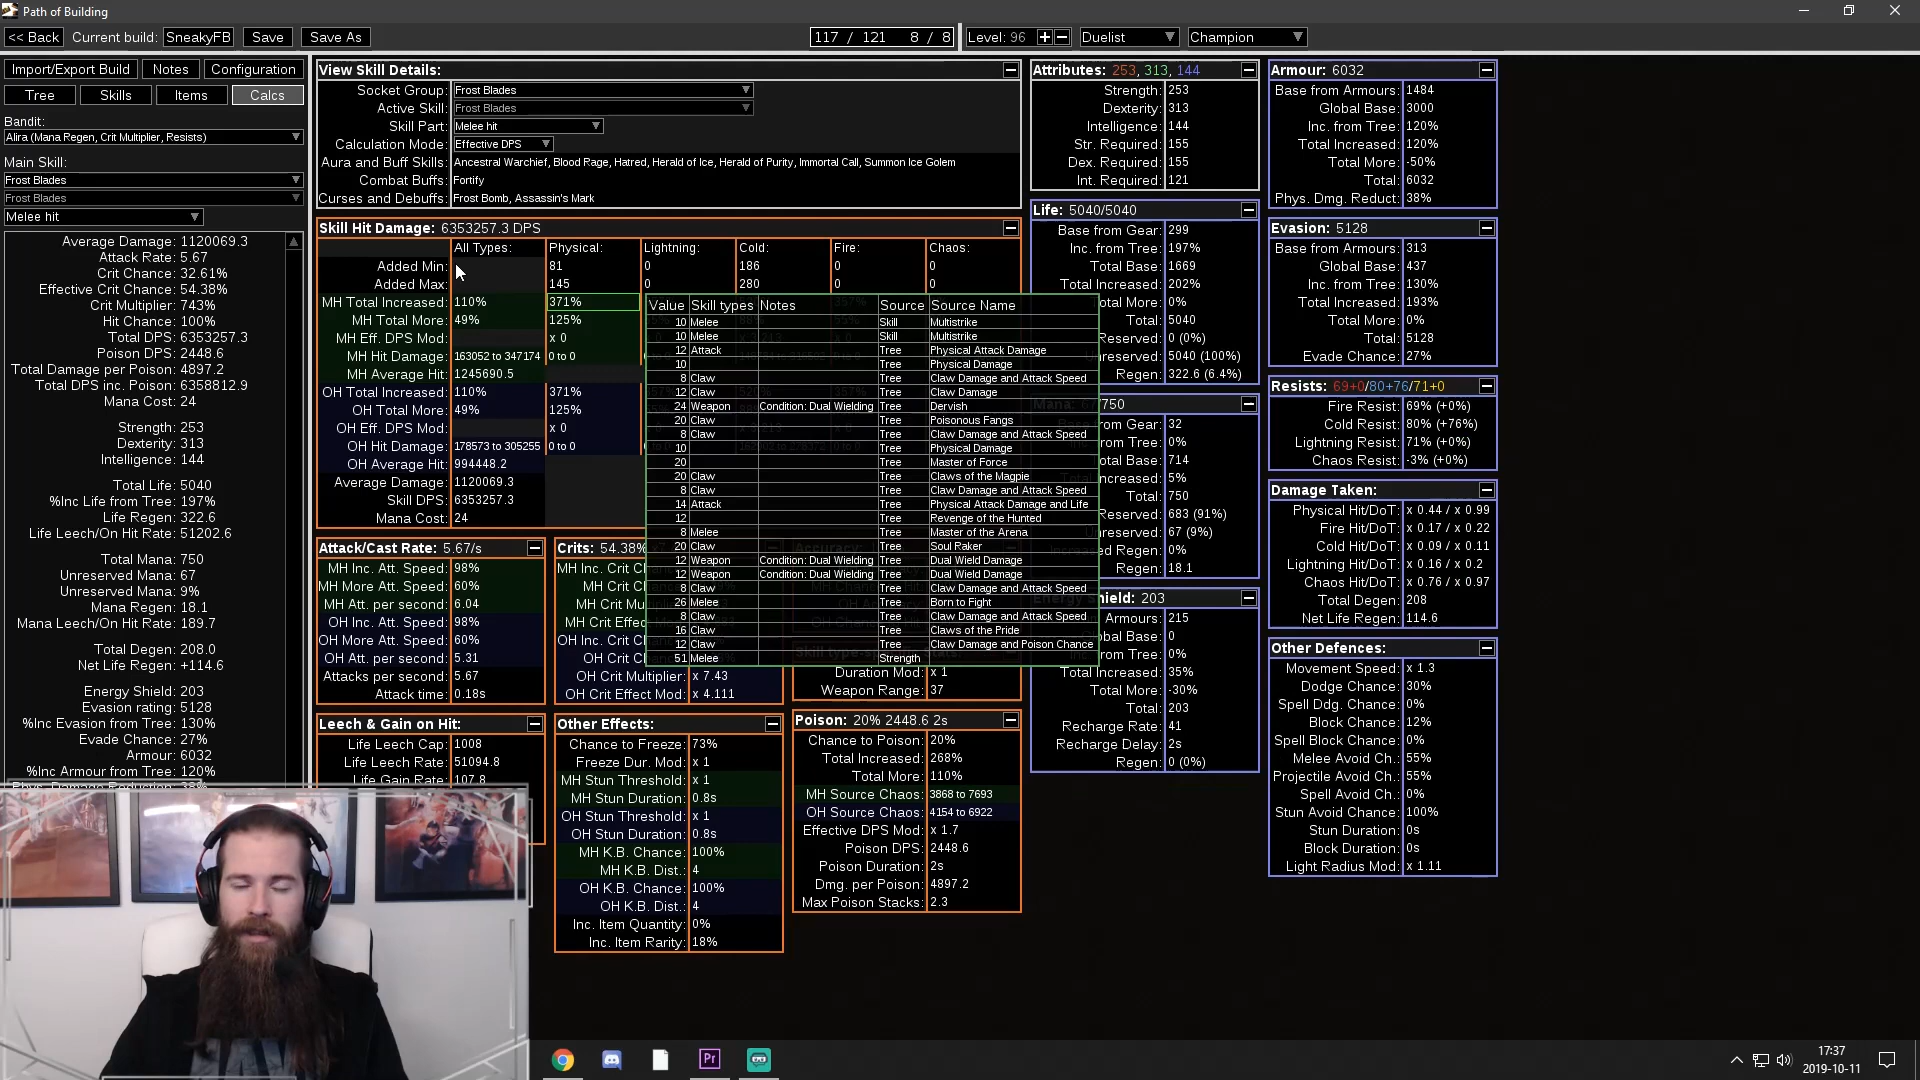 Path of Building
<< Back Current build: SneakyFB Save Save As 117 / 121 8 / 8 Level: 96 + - Duelist Champion
Import/Export Build Notes Configuration
Tree Skills Items Calcs
Bandit:
Alira (Mana Regen, Crit Multiplier, Resists)
Main Skill:
Frost Blades
Frost Blades
Melee hit
Average Damage: 1120069.3
Attack Rate: 5.67
Crit Chance: 32.61%
Effective Crit Chance: 54.38%
Crit Multiplier: 743%
Hit Chance: 100%
Total DPS: 6353257.3
Poison DPS: 2448.6
Total Damage per Poison: 4897.2
Total DPS inc. Poison: 6358812.9
Mana Cost: 24
Strength: 253
Dexterity: 313
Intelligence: 144
Total Life: 5040
%Inc Life from Tree: 197%
Life Regen: 322.6
Life Leech/On Hit Rate: 51202.6
Total Mana: 750
Unreserved Mana: 67
Unreserved Mana: 9%
Mana Regen: 18.1
Mana Leech/On Hit Rate: 189.7
Total Degen: 208.0
Net Life Regen: +114.6
Energy Shield: 203
Evasion rating: 5128
%Inc Evasion from Tree: 130%
Evade Chance: 27%
Armour: 6032
%Inc Armour from Tree: 120%
View Skill Details:
Socket Group: Frost Blades
Active Skill: Frost Blades
Skill Part: Melee hit
Calculation Mode: Effective DPS
Aura and Buff Skills: Ancestral Warchief, Blood Rage, Hatred, Herald of Ice, Herald of Purity, Immortal Call, Summon Ice Golem
Combat Buffs: Fortify
Curses and Debuffs: Frost Bomb, Assassin's Mark
Skill Hit Damage: 6353257.3 DPS
All Types: Physical: Lightning: Cold: Fire: Chaos:
Added Min: 81 0 186 0 0
Added Max: 145 0 280 0 0
MH Total Increased: 110% 371%
MH Total More: 49% 125%
MH Eff. DPS Mod: x 0
MH Hit Damage: 163052 to 347174 0 to 0
MH Average Hit: 1245690.5
OH Total Increased: 110% 371%
OH Total More: 49% 125%
OH Eff. DPS Mod: x 0
OH Hit Damage: 178573 to 305255 0 to 0
OH Average Hit: 994448.2
Average Damage: 1120069.3
Skill DPS: 6353257.3
Mana Cost: 24
Value Skill types Notes Source Source Name
10 Melee Skill Multistrike
10 Melee Skill Multistrike
12 Attack Tree Physical Attack Damage
10 Tree Physical Damage
8 Claw Tree Claw Damage and Attack Speed
12 Claw Tree Claw Damage
24 Weapon Condition: Dual Wielding Tree Dervish
20 Claw Tree Poisonous Fangs
8 Claw Tree Claw Damage and Attack Speed
10 Tree Physical Damage
20 Tree Master of Force
20 Claw Tree Claws of the Magpie
8 Claw Tree Claw Damage and Attack Speed
14 Attack Tree Physical Attack Damage and Life
12 Tree Revenge of the Hunted
8 Melee Tree Master of the Arena
20 Claw Tree Soul Raker
12 Weapon Condition: Dual Wielding Tree Dual Wield Damage
12 Weapon Condition: Dual Wielding Tree Dual Wield Damage
8 Claw Tree Claw Damage and Attack Speed
26 Melee Tree Born to Fight
8 Claw Tree Claw Damage and Attack Speed
16 Claw Tree Claws of the Pride
12 Claw Tree Claw Damage and Poison Chance
51 Melee Strength
Attack/Cast Rate: 5.67/s
MH Inc. Att. Speed: 98%
MH More Att. Speed: 60%
MH Att. per second: 6.04
OH Inc. Att. Speed: 98%
OH More Att. Speed: 60%
OH Att. per second: 5.31
Attacks per second: 5.67
Attack time: 0.18s
Crits: 54.38%
MH Inc. Crit
MH Crit
MH Crit
MH Crit
OH Inc. Crit
OH Crit
OH Crit Multiplier: x 7.43
OH Crit Effect Mod: x 4.111
Duration Mod: x 1
Weapon Range: 37
Leech & Gain on Hit:
Life Leech Cap: 1008
Life Leech Rate: 51094.8
Life Gain Rate: 107.8
Other Effects:
Chance to Freeze: 73%
Freeze Dur. Mod: x 1
MH Stun Threshold: x 1
MH Stun Duration: 0.8s
OH Stun Threshold: x 1
OH Stun Duration: 0.8s
MH K.B. Chance: 100%
MH K.B. Dist.: 4
OH K.B. Chance: 100%
OH K.B. Dist.: 4
Inc. Item Quantity: 0%
Inc. Item Rarity: 18%
Poison: 20% 2448.6 2s
Chance to Poison: 20%
Total Increased: 268%
Total More: 110%
MH Source Chaos: 3868 to 7693
OH Source Chaos: 4154 to 6922
Effective DPS Mod: x 1.7
Poison DPS: 2448.6
Poison Duration: 2s
Dmg. per Poison: 4897.2
Max Poison Stacks: 2.3
Attributes: 253, 313, 144
Strength: 253
Dexterity: 313
Intelligence: 144
Str. Required: 155
Dex. Required: 155
Int. Required: 121
Life: 5040/5040
Base from Gear: 299
Inc. from Tree: 197%
Total Base: 1669
Total Increased: 202%
Total More: 0%
Total: 5040
Reserved: 0 (0%)
Unreserved: 5040 (100%)
Regen: 322.6 (6.4%)
Mana: 67/750
Base from Gear: 32
Inc. from Tree: 0%
Total Base: 714
Total Increased: 5%
Total: 750
Reserved: 683 (91%)
Unreserved: 67 (9%)
Increased Regen: 0%
Regen: 18.1
Energy Shield: 203
Armours: 215
Global Base: 0
Inc. from Tree: 0%
Total Increased: 35%
Total More: -30%
Total: 203
Recharge Rate: 41
Recharge Delay: 2s
Regen: 0 (0%)
Armour: 6032
Base from Armours: 1484
Global Base: 3000
Inc. from Tree: 120%
Total Increased: 120%
Total More: -50%
Total: 6032
Phys. Dmg. Reduct: 38%
Evasion: 5128
Base from Armours: 313
Global Base: 437
Inc. from Tree: 130%
Total Increased: 193%
Total More: 0%
Total: 5128
Evade Chance: 27%
Resists: 69+0/80+76/71+0
Fire Resist: 69% (+0%)
Cold Resist: 80% (+76%)
Lightning Resist: 71% (+0%)
Chaos Resist: -3% (+0%)
Damage Taken:
Physical Hit/DoT: x 0.44 / x 0.99
Fire Hit/DoT: x 0.17 / x 0.22
Cold Hit/DoT: x 0.09 / x 0.11
Lightning Hit/DoT: x 0.16 / x 0.2
Chaos Hit/DoT: x 0.76 / x 0.97
Total Degen: 208
Net Life Regen: 114.6
Other Defences:
Movement Speed: x 1.3
Dodge Chance: 30%
Spell Ddg. Chance: 0%
Block Chance: 12%
Spell Block Chance: 0%
Melee Avoid Ch.: 55%
Projectile Avoid Ch.: 55%
Spell Avoid Ch.: 0%
Stun Avoid Chance: 100%
Stun Duration: 0s
Block Duration: 0s
Light Radius Mod: x 1.11
Pr
17:37
2019-10-11